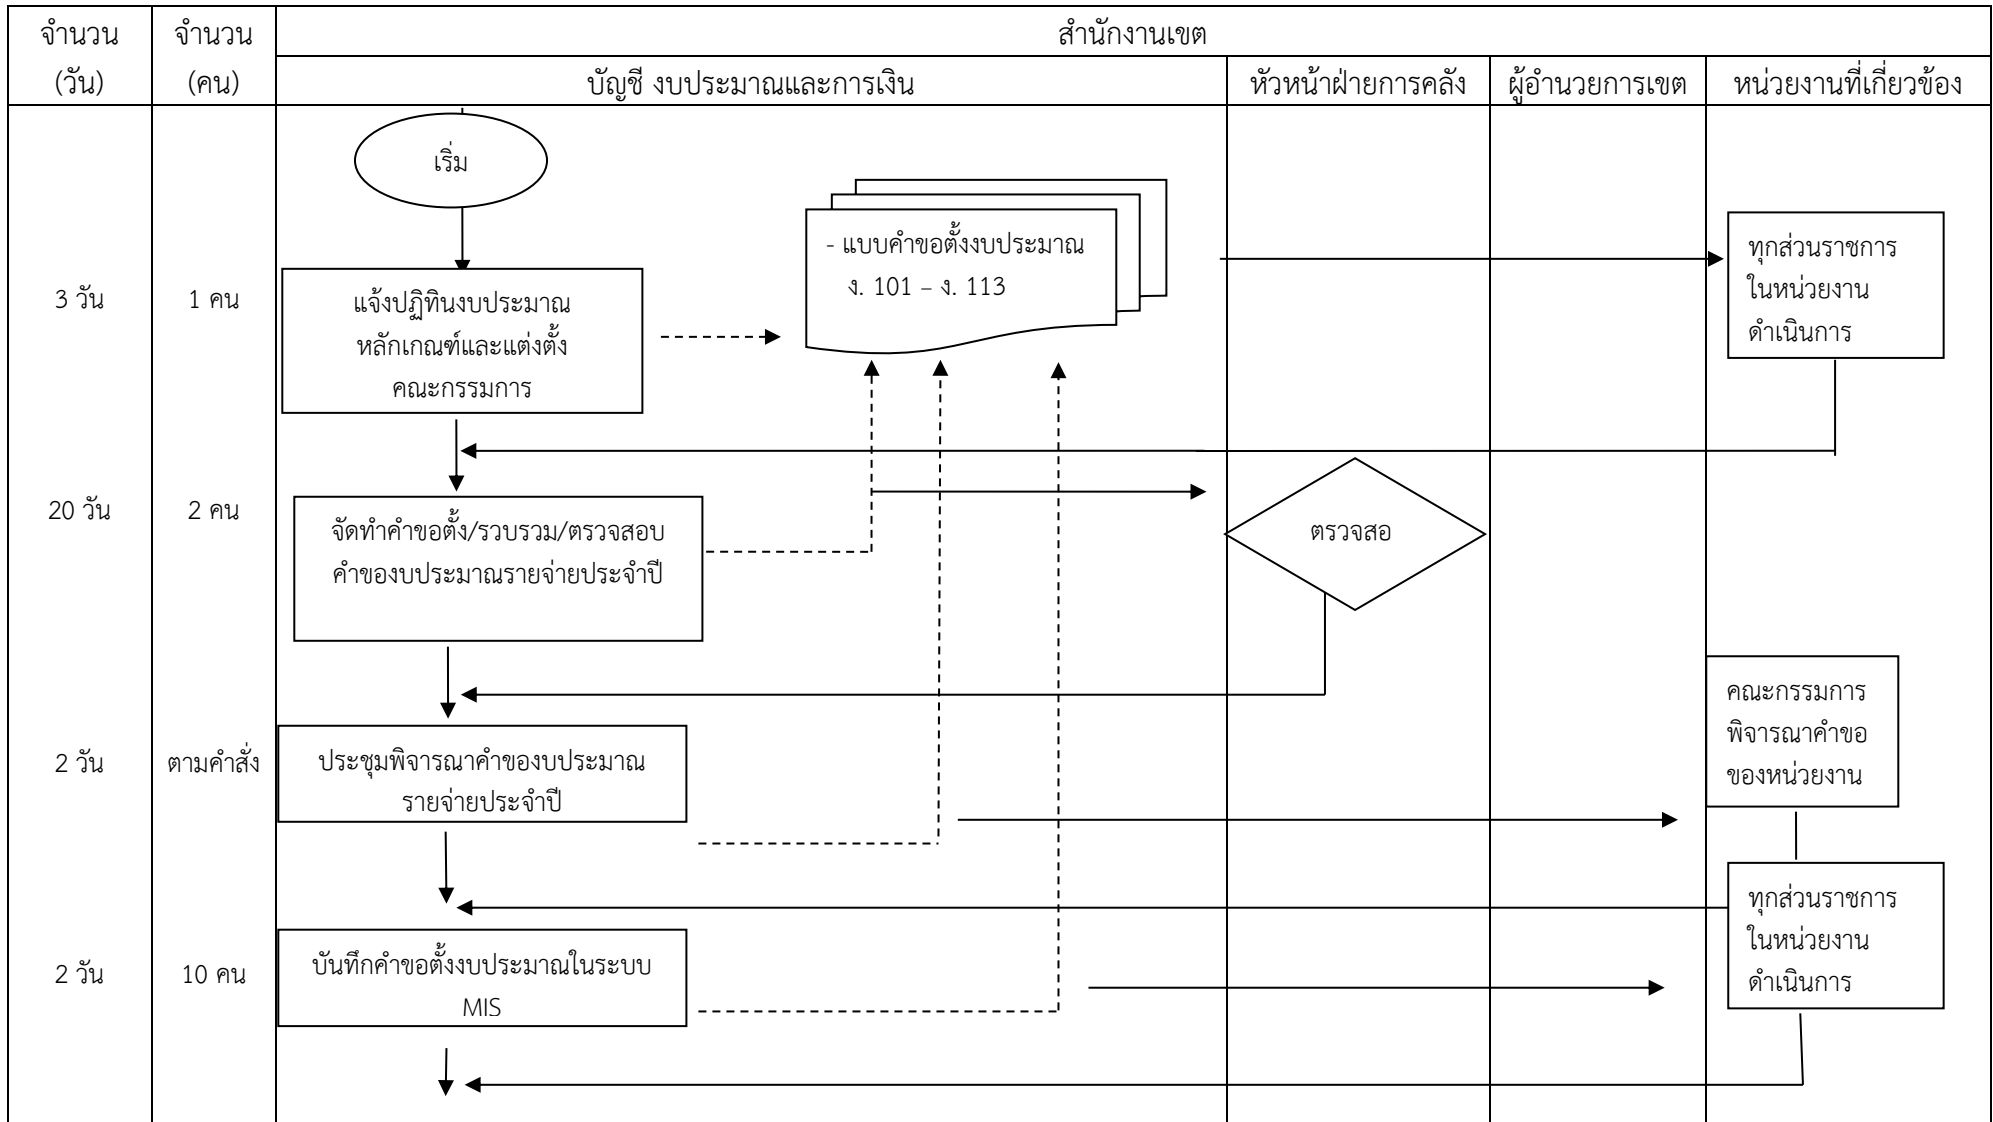 จำนวน
(วัน)
จำนวน
(คน)
สำนักงานเขต
บัญชี งบประมาณและการเงิน
หัวหน้าฝ่ายการคลัง
ผู้อำนวยการเขต
หน่วยงานที่เกี่ยวข้อง
เริ่ม
- แบบคำขอตั้งงบประมาณ
ง. 101 – ง. 113
ทุกส่วนราชการ
ในหน่วยงาน
ดำเนินการ
3 วัน
1 คน
แจ้งปฏิทินงบประมาณ
หลักเกณฑ์และแต่งตั้ง
คณะกรรมการ
20 วัน
2 คน
จัดทำคำขอตั้ง/รวบรวม/ตรวจสอบ
คำของบประมาณรายจ่ายประจำปี
ตรวจสอ
2 วัน
ตามคำสั่ง
ประชุมพิจารณาคำของบประมาณ
รายจ่ายประจำปี
คณะกรรมการ
พิจารณาคำขอ
ของหน่วยงาน
2 วัน
10 คน
บันทึกคำขอตั้งงบประมาณในระบบ
MIS
ทุกส่วนราชการ
ในหน่วยงาน
ดำเนินการ